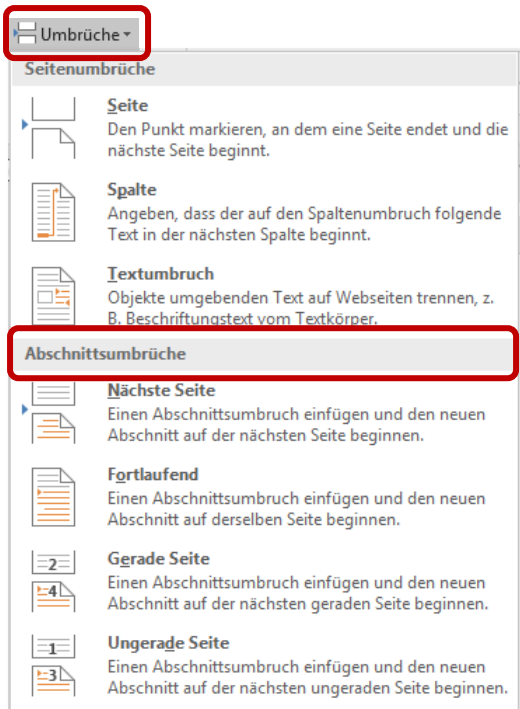 Umbrüche
Seitenumbrüche
Seite
Den Punkt markieren, an dem eine Seite endet und die
nächste Seite beginnt.
Spalte
Angeben, dass der auf den Spaltenumbruch folgende
Text in der nächsten Spalte beginnt.
Textumbruch
Objekte umgebenden Text auf Webseiten trennen, z.
B. Beschriftungstext vom Textkörper.
Abschnittsumbrüche
Nächste Seite
Einen Abschnittsumbruch einfügen und den neuen
Abschnitt auf der nächsten Seite beginnen.
Fortlaufend
Einen Abschnittsumbruch einfügen und den neuen
Abschnitt auf derselben Seite beginnen.
Gerade Seite
2
4
Einen Abschnittsumbruch einfügen und den neuen
Abschnitt auf der nächsten geraden Seite beginnen.
Ungerade Seite
1
3
Einen Abschnittsumbruch einfügen und den neuen
Abschnitt auf der nächsten ungeraden Seite beginnen.